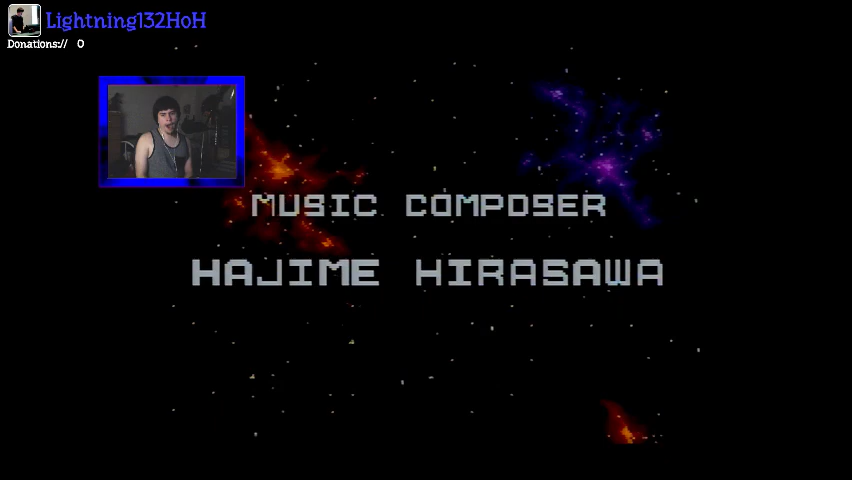 Lightning132HoH
Donations:// 0
MUSIC COMPOSER
HAJIME HIRASAWA